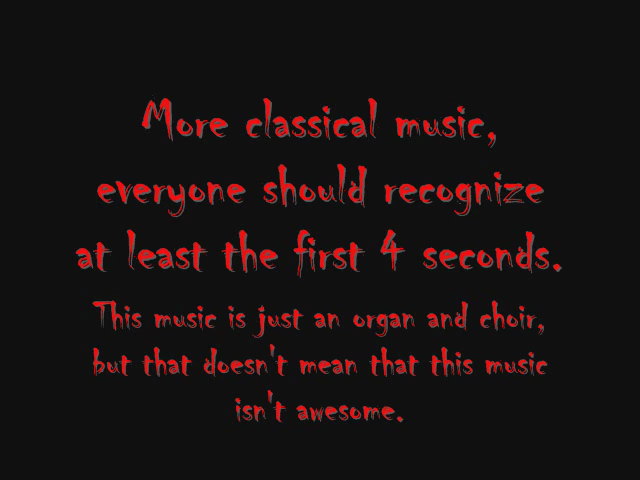 More classical music,
everyone should recognize
at least the first 4 seconds.
This music is just an organ and choir,
but that doesn't mean that this music
isn't awesome.